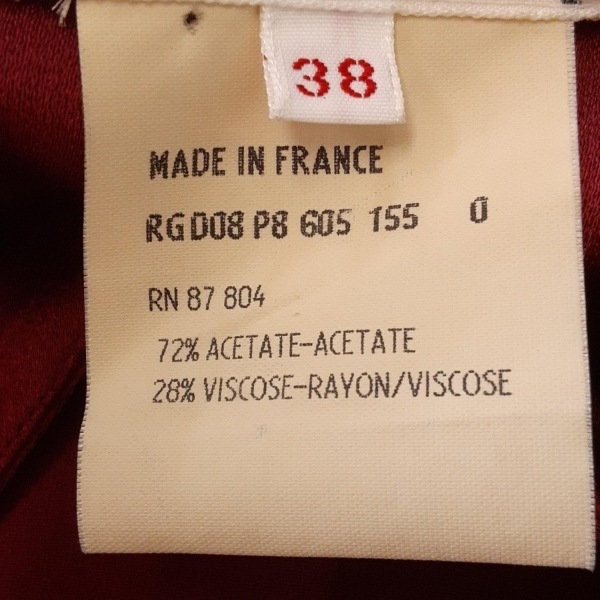 38
MADE IN FRANCE
RGD08 P8 605 155 0
RN 87 804
72% ACETATE-ACETATE
28% VISCOSE-RAYON/VISCOSE